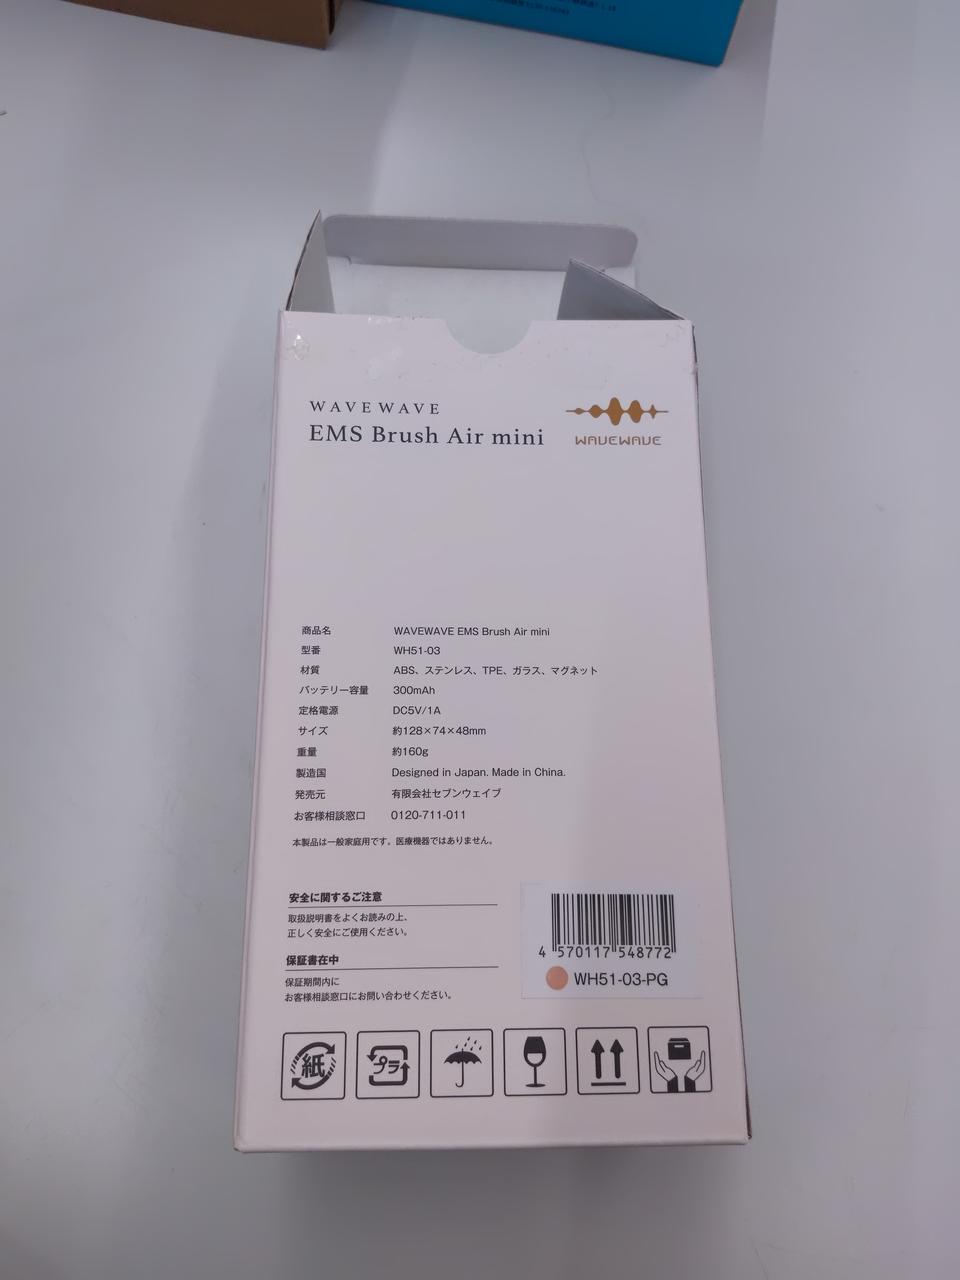 WAVEWAVE
EMS Brush Air mini
WAVEWAVE
商品名 WAVEWAVE EMS Brush Air mini
型番 WH51-03
材質 ABS、ステンレス、TPE、ガラス、マグネット
バッテリー容量 300mAh
定格電源 DC5V/1A
サイズ 約128×74×48mm
重量 約160g
製造国 Designed in Japan. Made in China.
発売元 有限会社セブンウェイブ
お客様相談窓口 0120-711-011
本製品は一般家庭用です。医療機器ではありません。
安全に関するご注意
取扱説明書をよくお読みの上、
正しく安全にご使用ください。
保証書在中
保証期間内に
お客様相談窓口にお問い合わせください。
4 570117 548772
WH51-03-PG
紙
プラ